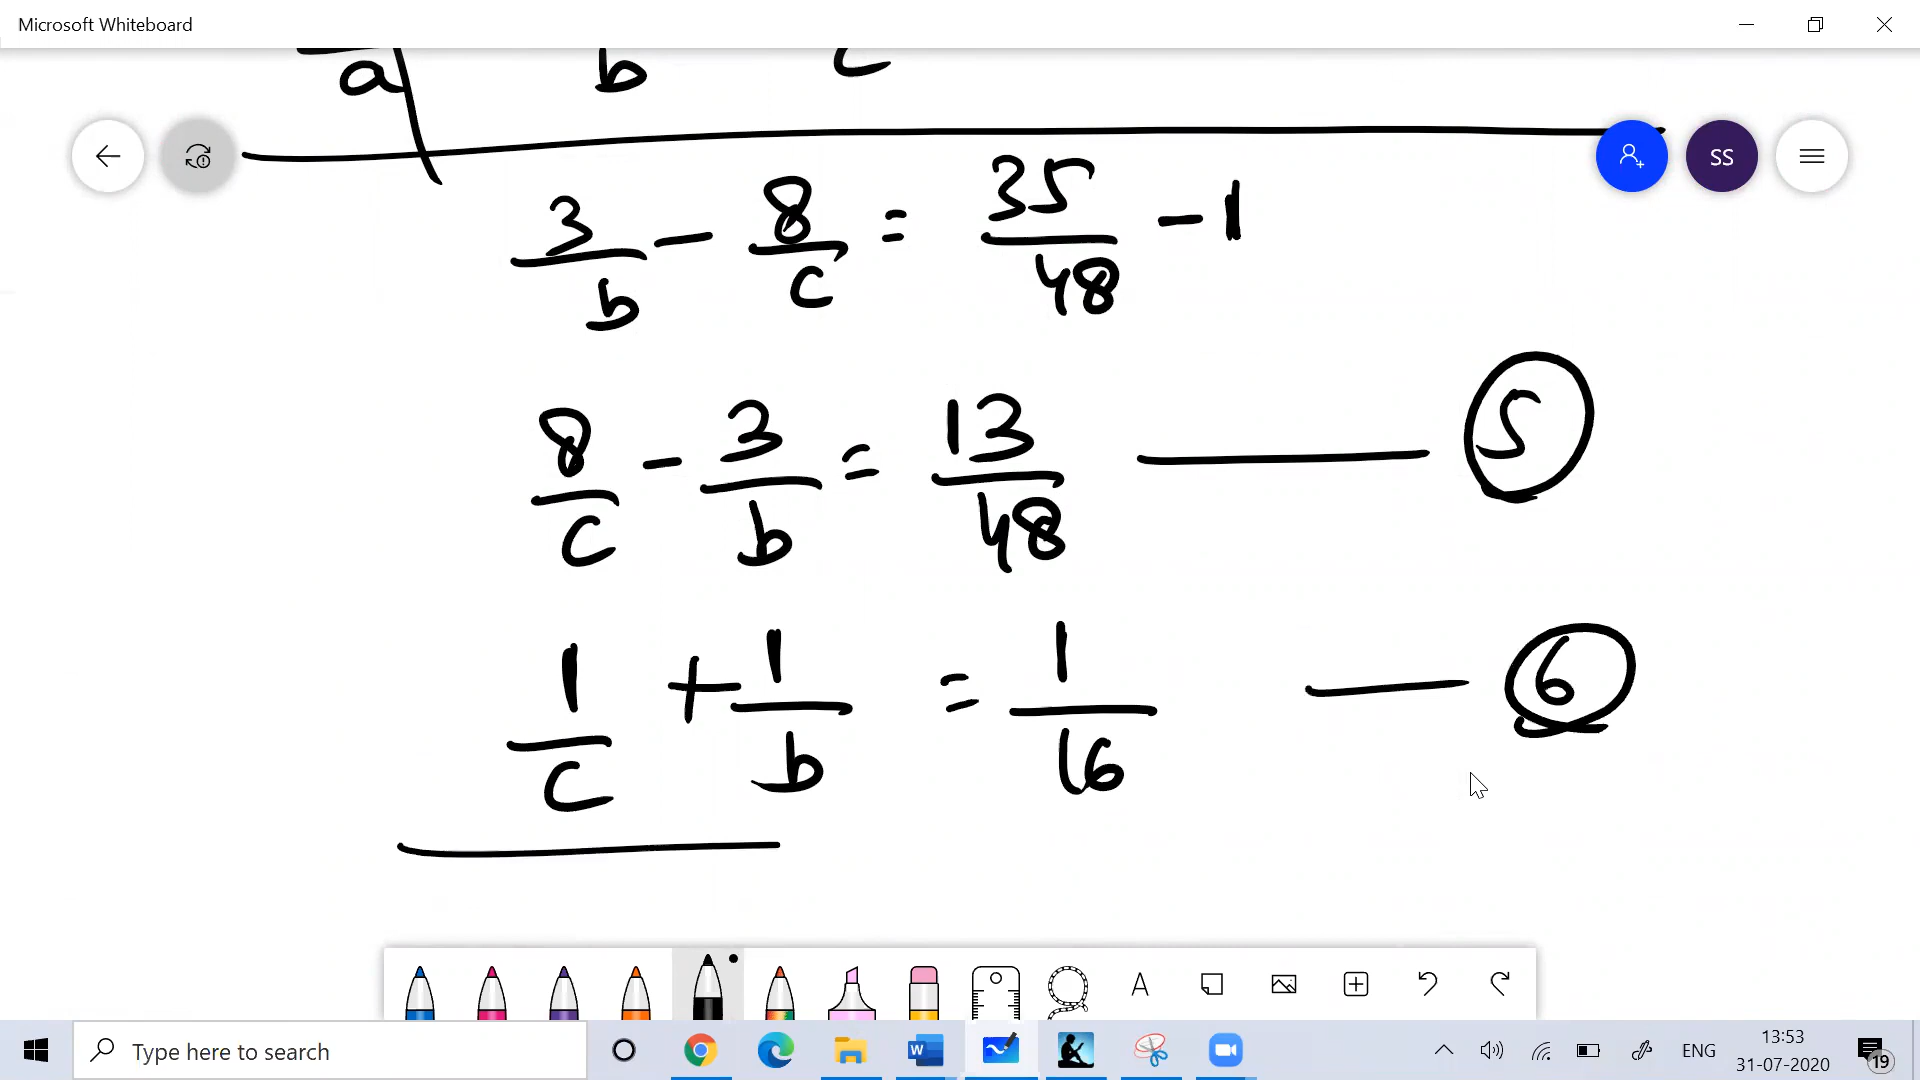 Microsoft Whiteboard
a b c
SS
3/b - 8/c = 35/48 - 1
8/c - 3/b = 13/48 — 5
1/c + 1/b = 1/16 — 6
A
Type here to search
W
ENG
13:53
31-07-2020
19